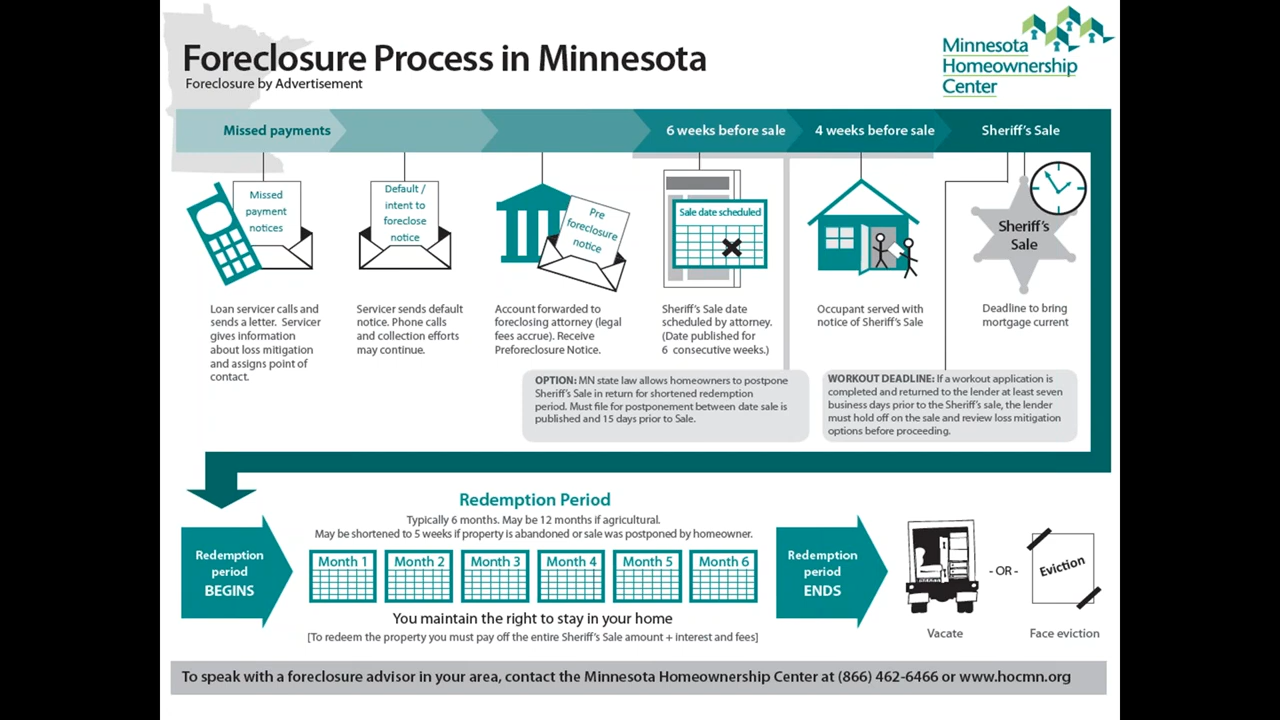 Foreclosure Process in Minnesota
Foreclosure by Advertisement
Minnesota
Homeownership
Center
Missed payments
6 weeks before sale
4 weeks before sale
Sheriff's Sale
Missed
payment
notices
Default /
intent to
foreclose
notice
Pre
foreclosure
notice
Sale date scheduled
Sheriff's
Sale
Loan servicer calls and
sends a letter. Servicer
gives information
about loss mitigation
and assigns point of
contact.
Servicer sends default
notice. Phone calls
and collection efforts
may continue.
Account forwarded to
foreclosing attorney (legal
fees accrue). Receive
Preforeclosure Notice.
Sheriff's Sale date
scheduled by attorney.
(Date published for
6 consecutive weeks.)
Occupant served with
notice of Sheriff's Sale
Deadline to bring
mortgage current
OPTION: MN state law allows homeowners to postpone
Sheriff's Sale in return for shortened redemption
period. Must file for postponement between date sale is
published and 15 days prior to Sale.
WORKOUT DEADLINE: If a workout application is
completed and returned to the lender at least seven
business days prior to the Sheriff's sale, the lender
must hold off on the sale and review loss mitigation
options before proceeding.
Redemption Period
Typically 6 months. May be 12 months if agricultural.
May be shortened to 5 weeks if property is abandoned or sale was postponed by homeowner.
Redemption
period
BEGINS
Month 1
Month 2
Month 3
Month 4
Month 5
Month 6
You maintain the right to stay in your home
[To redeem the property you must pay off the entire Sheriff's Sale amount + interest and fees]
Redemption
period
ENDS
- OR -
Eviction
Vacate
Face eviction
To speak with a foreclosure advisor in your area, contact the Minnesota Homeownership Center at (866) 462-6466 or www.hocmn.org